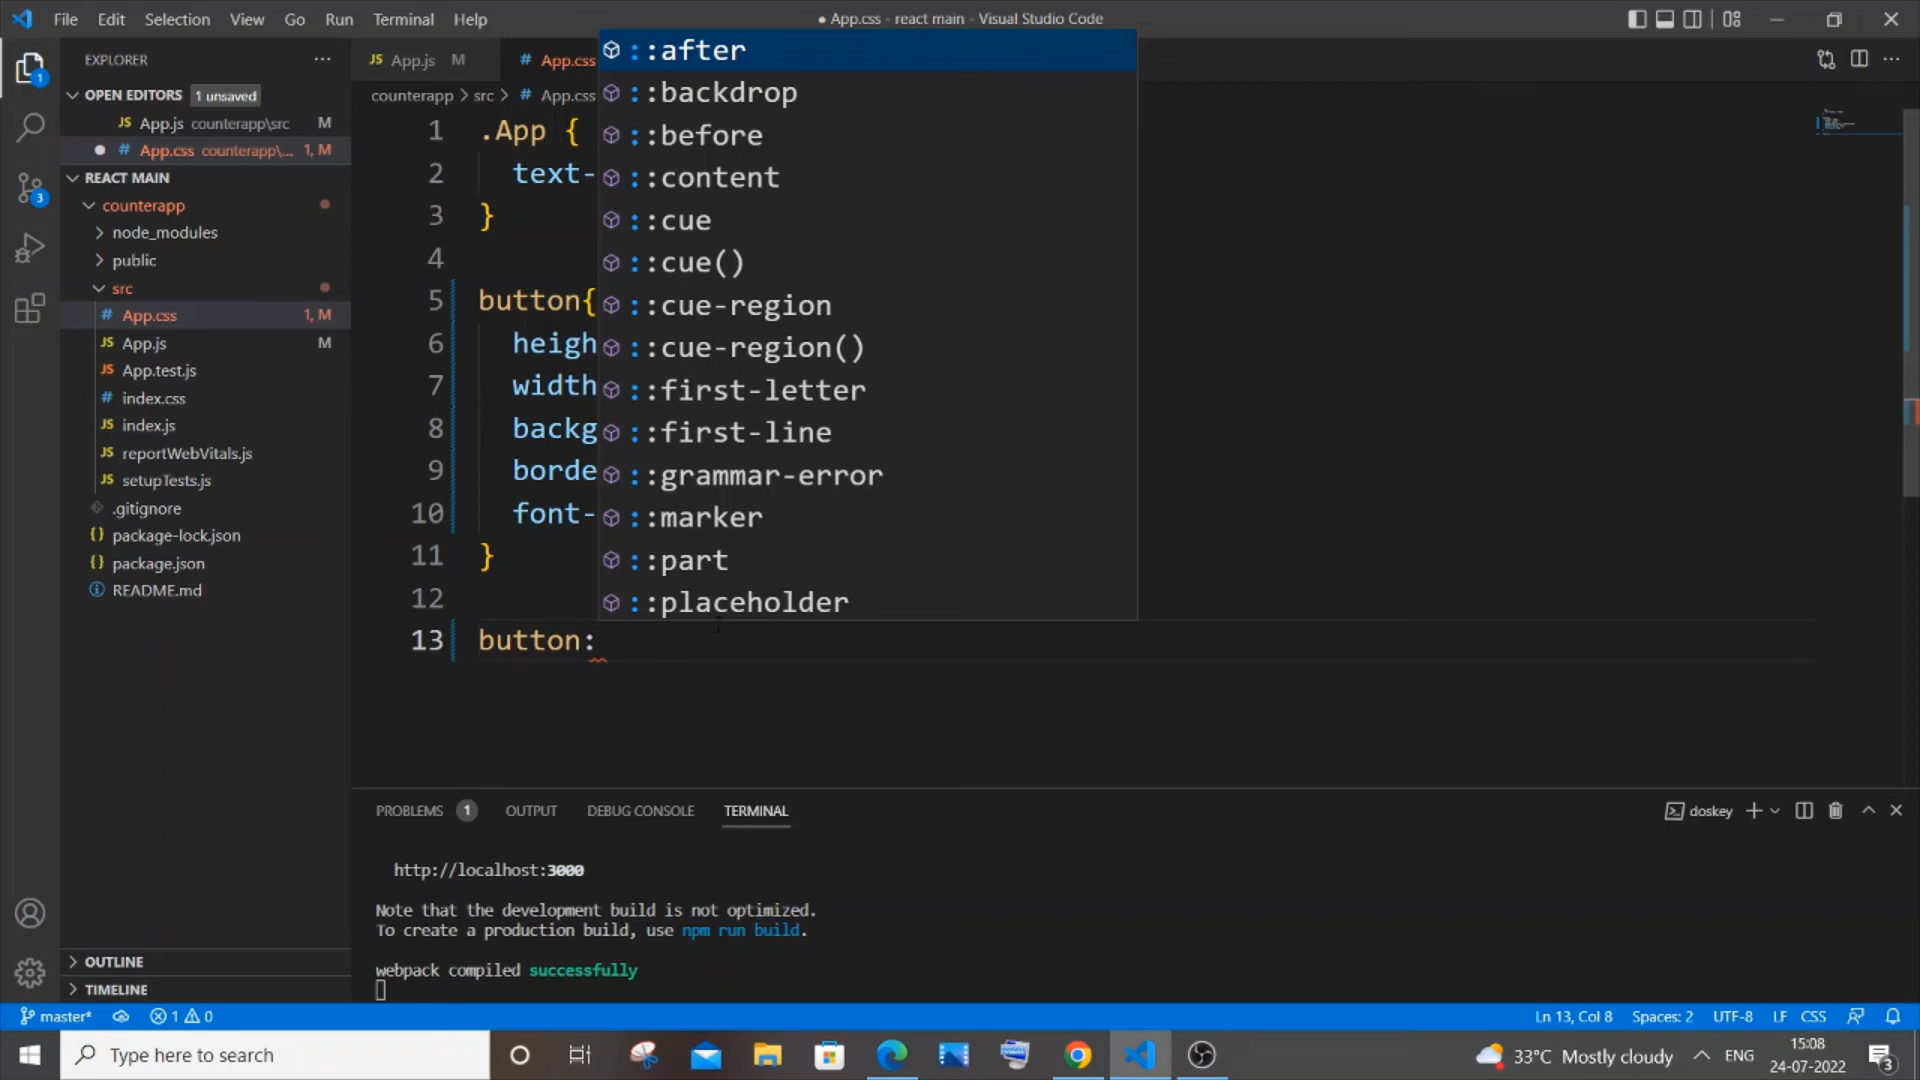 File Edit Selection View Go Run Terminal Help
● App.css - react main - Visual Studio Code
EXPLORER
OPEN EDITORS 1 unsaved
JS App.js counterapp\src M
# App.css counterapp\... 1, M
REACT MAIN
counterapp
node_modules
public
src
# App.css 1, M
JS App.js M
JS App.test.js
# index.css
JS index.js
JS reportWebVitals.js
JS setupTests.js
.gitignore
{} package-lock.json
{} package.json
README.md
OUTLINE
TIMELINE
1
3
JS App.js M
# App.css
counterapp > src > # App.css
1 .App {
2 text-
3 }
4
5 button{
6 heigh
7 width
8 backg
9 borde
10 font-
11 }
12
13 button:
::after
::backdrop
::before
::content
::cue
::cue()
::cue-region
::cue-region()
::first-letter
::first-line
::grammar-error
::marker
::part
::placeholder
PROBLEMS 1 OUTPUT DEBUG CONSOLE TERMINAL
doskey
http://localhost:3000
Note that the development build is not optimized.
To create a production build, use npm run build.
webpack compiled successfully
master* 1 0
Ln 13, Col 8 Spaces: 2 UTF-8 LF CSS
Type here to search
33°C Mostly cloudy ENG
15:08
24-07-2022
3